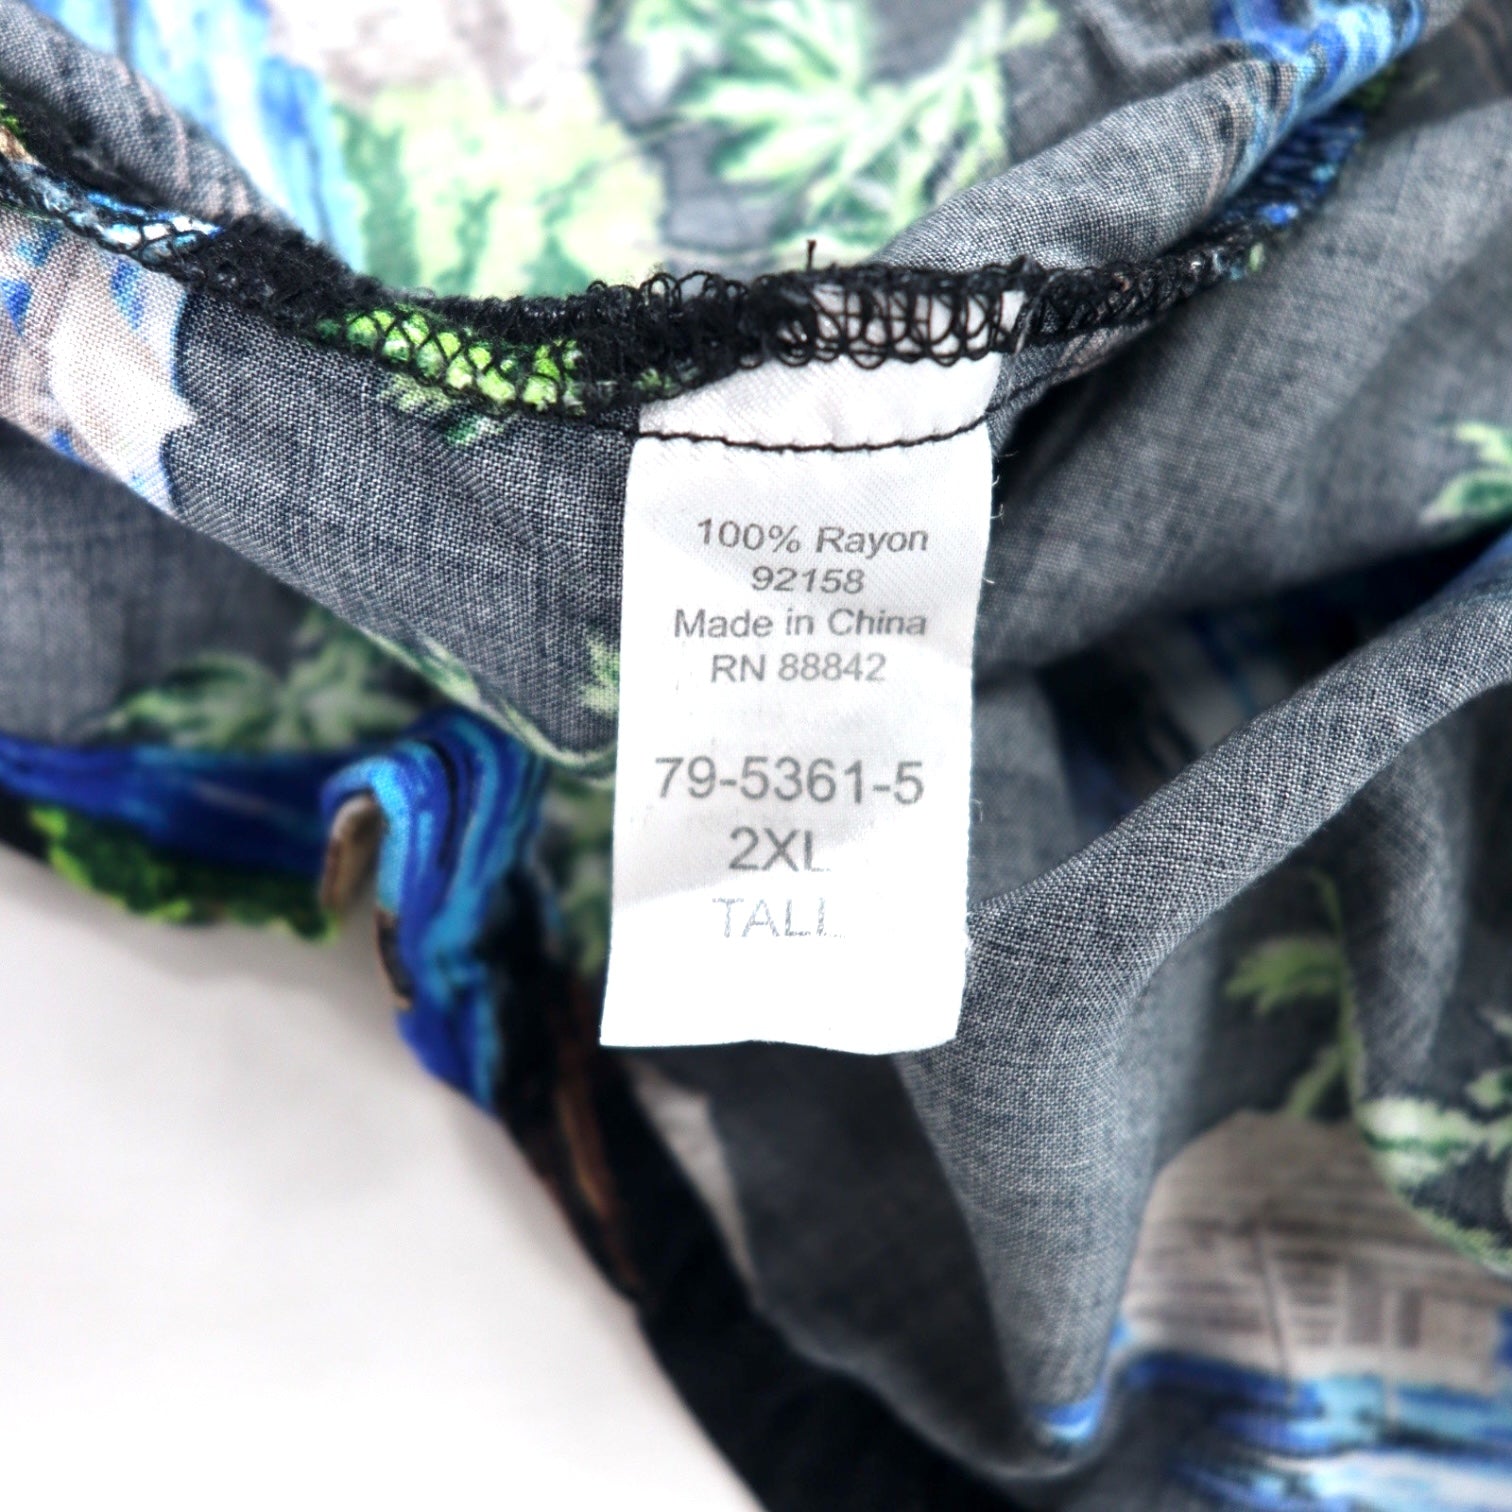 100% Rayon
92158
Made in China
RN 88842
79-5361-5
2XL
TALL